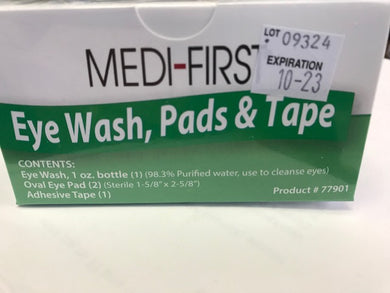 LOT 09324
EXPIRATION
10-23
MEDI-FIRST
Eye Wash, Pads & Tape
CONTENTS:
Eye Wash, 1 oz. bottle (1) (98.3% Purified water, use to cleanse eyes)
Oval Eye Pad (2) (Sterile 1-5/8" x 2-5/8")
Adhesive Tape (1)
Product # 77901